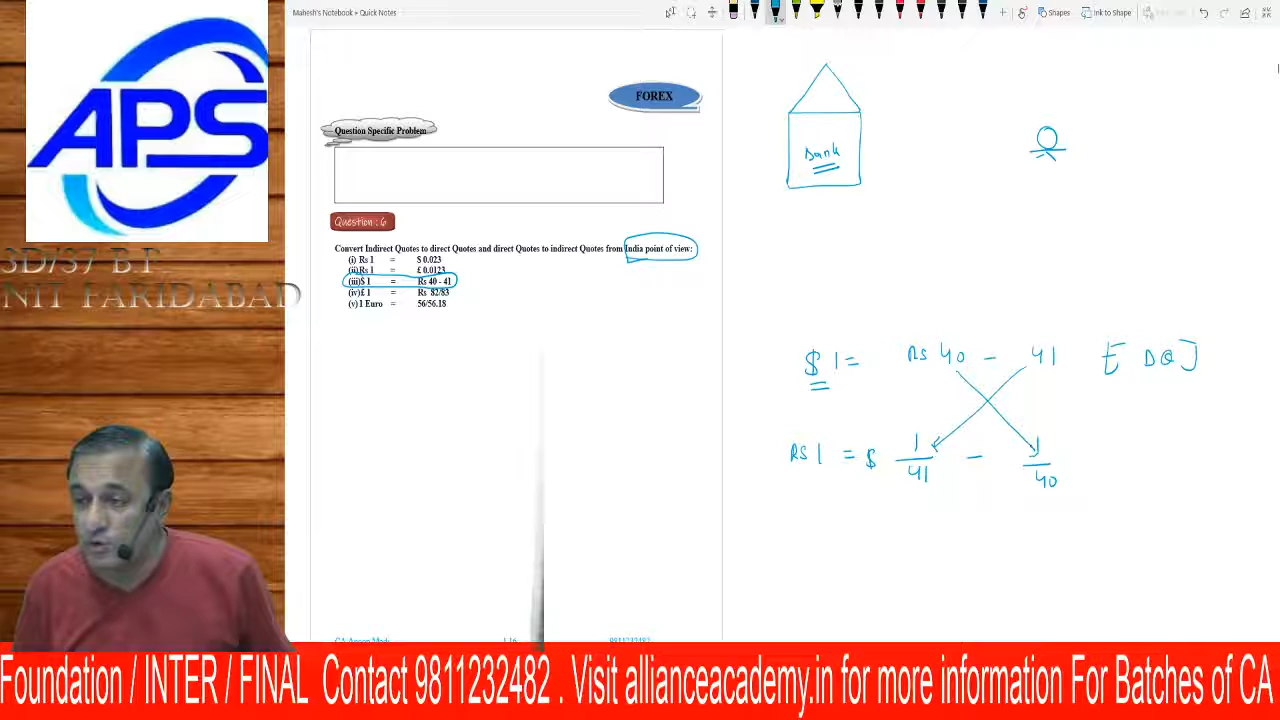 Mahesh's Notebook » Quick Notes
Shapes
Ink to Shape
APS
3D/37 B.P.
NIT FARIDABAD
FOREX
Question Specific Problem
Question : 6
Convert Indirect Quotes to direct Quotes and direct Quotes to indirect Quotes from India point of view:
(i) Rs 1 = $ 0.023
(ii)Rs 1 = £ 0.0123
(iii)$ 1 = Rs 40 - 41
(iv)£ 1 = Rs 82/83
(v) 1 Euro = 56/56.18
Bank
$ 1 = Rs 40 - 41 [ DQ ]
RS 1 = $ 1/41 - 1/40
9811232482
Foundation / INTER / FINAL Contact 9811232482 . Visit allianceacademy.in for more information For Batches of CA